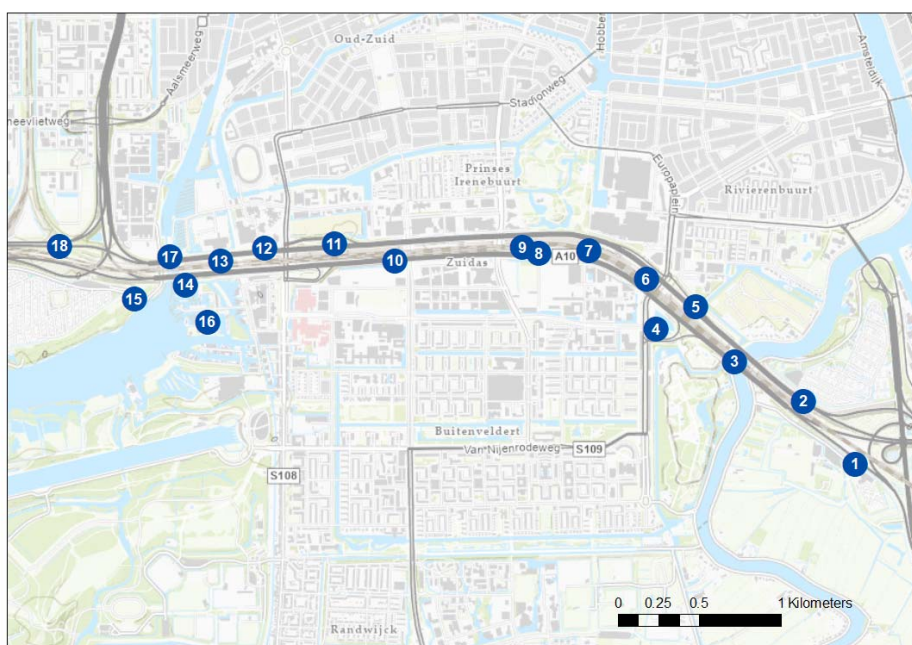 Oud-Zuid
Hobbe
Aalsmeerweg
Amsteldijk
Stadionweg
neevlietweg
Prinses
Irenebuurt
Europaplein
Rivierenbuurt
18
17
13
12
11
10
9
8
A10
7
Zuidas
6
14
15
16
5
4
3
2
Buitenveldert
Van Nijenrodeweg
S109
1
S108
0 0.25 0.5 1 Kilometers
Randwijck